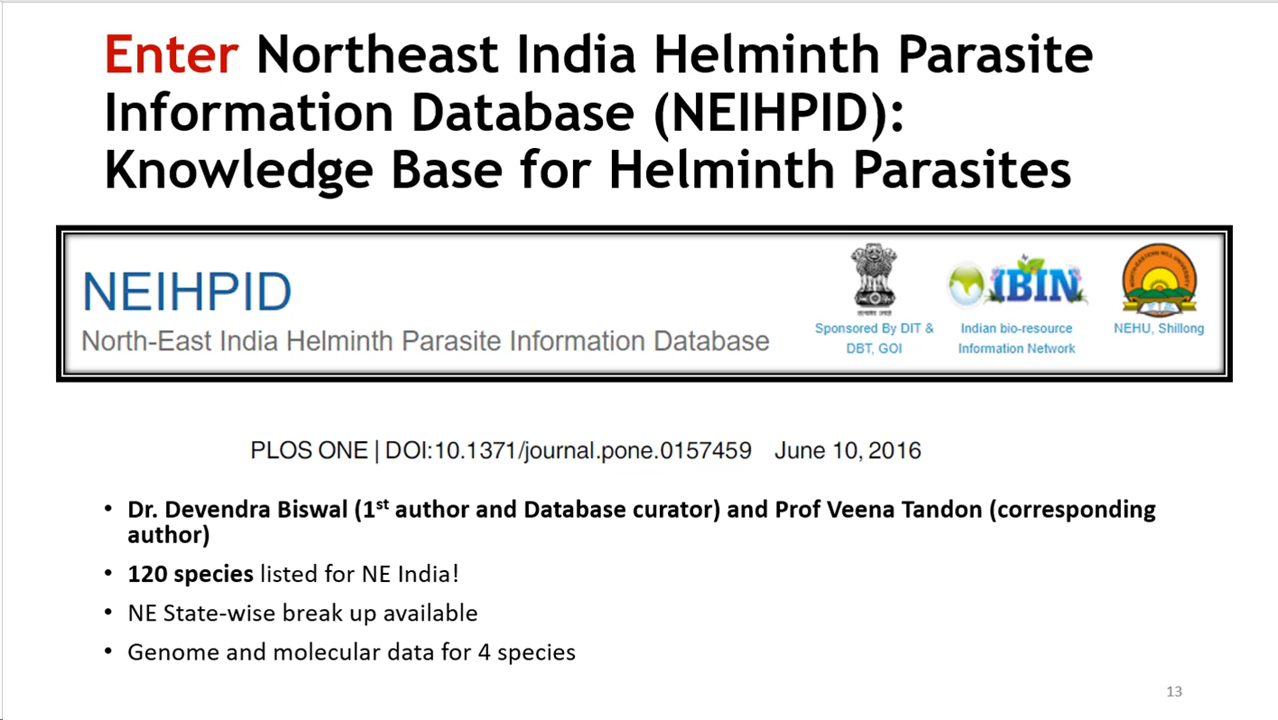 Enter Northeast India Helminth Parasite
Information Database (NEIHPID):
Knowledge Base for Helminth Parasites
NEIHPID
North-East India Helminth Parasite Information Database
Sponsored By DIT &
DBT, GOI
IBIN
Indian bio-resource
Information Network
NEHU, Shillong
PLOS ONE | DOI:10.1371/journal.pone.0157459 June 10, 2016
• Dr. Devendra Biswal (1st author and Database curator) and Prof Veena Tandon (corresponding
author)
• 120 species listed for NE India!
• NE State-wise break up available
• Genome and molecular data for 4 species
13